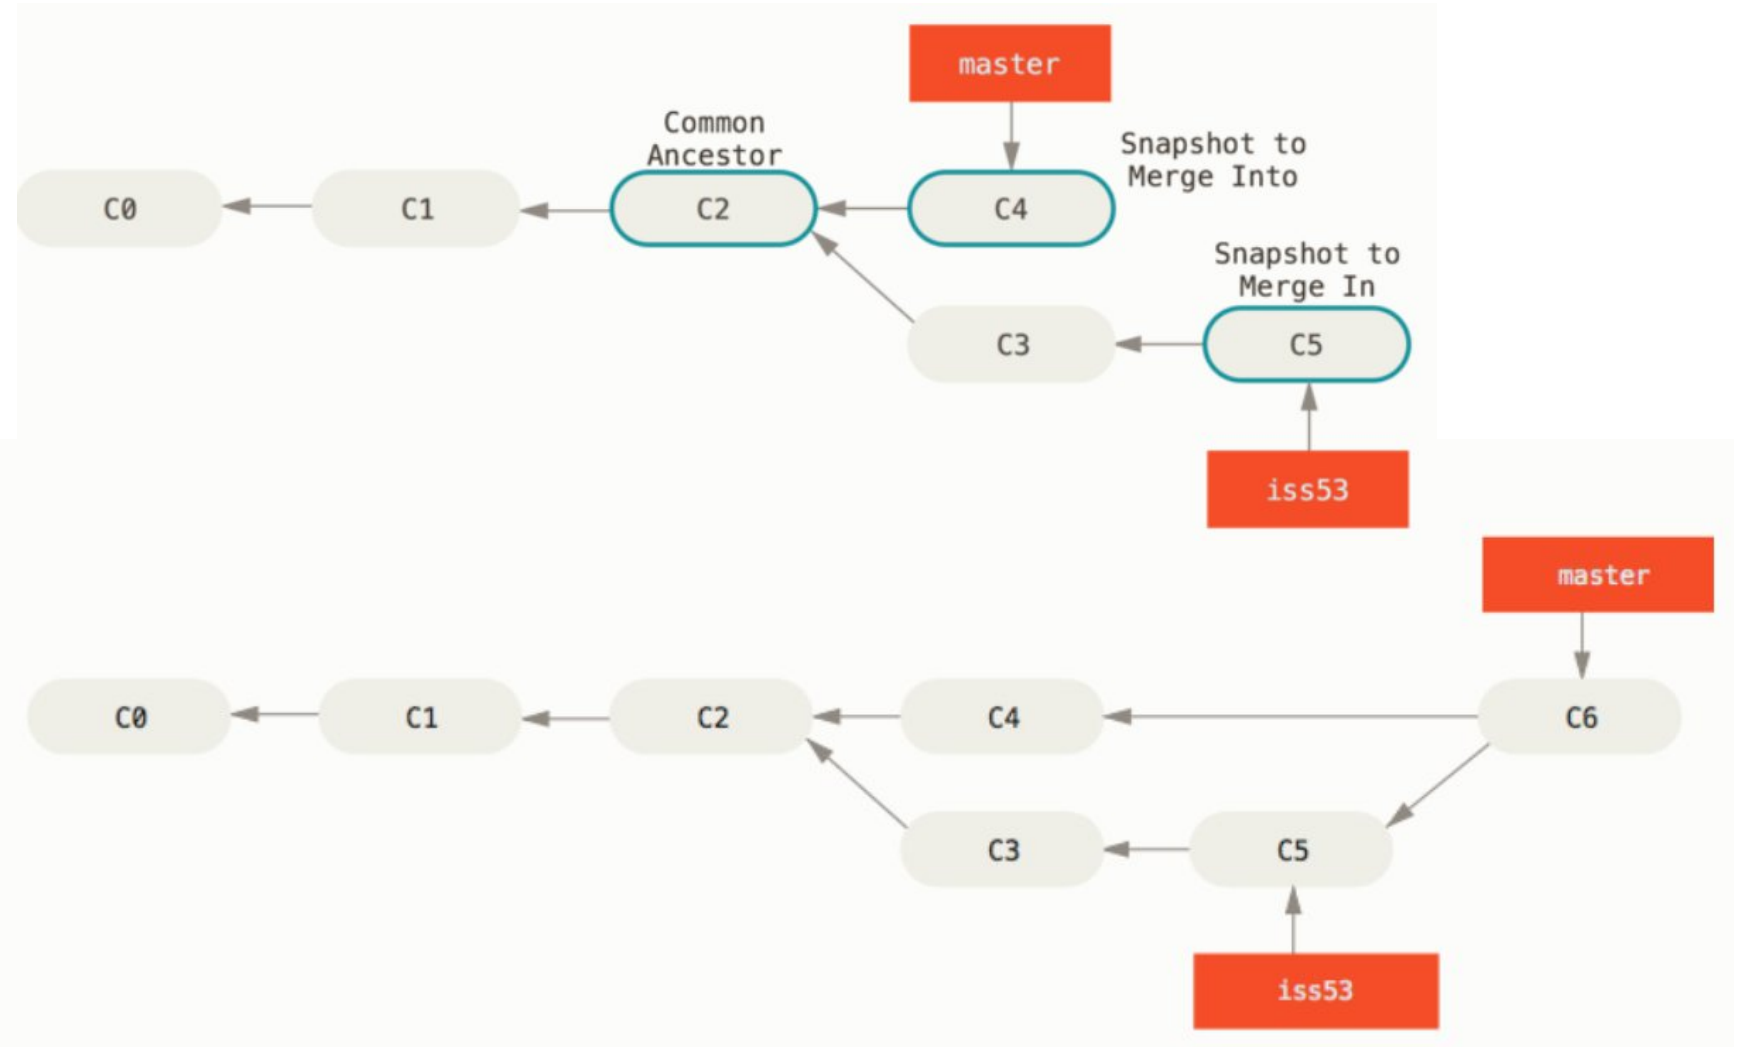 master
Common
Ancestor
Snapshot to
Merge Into
C0
C1
C2
C4
Snapshot to
Merge In
C3
C5
iss53
master
C0
C1
C2
C4
C6
C3
C5
iss53